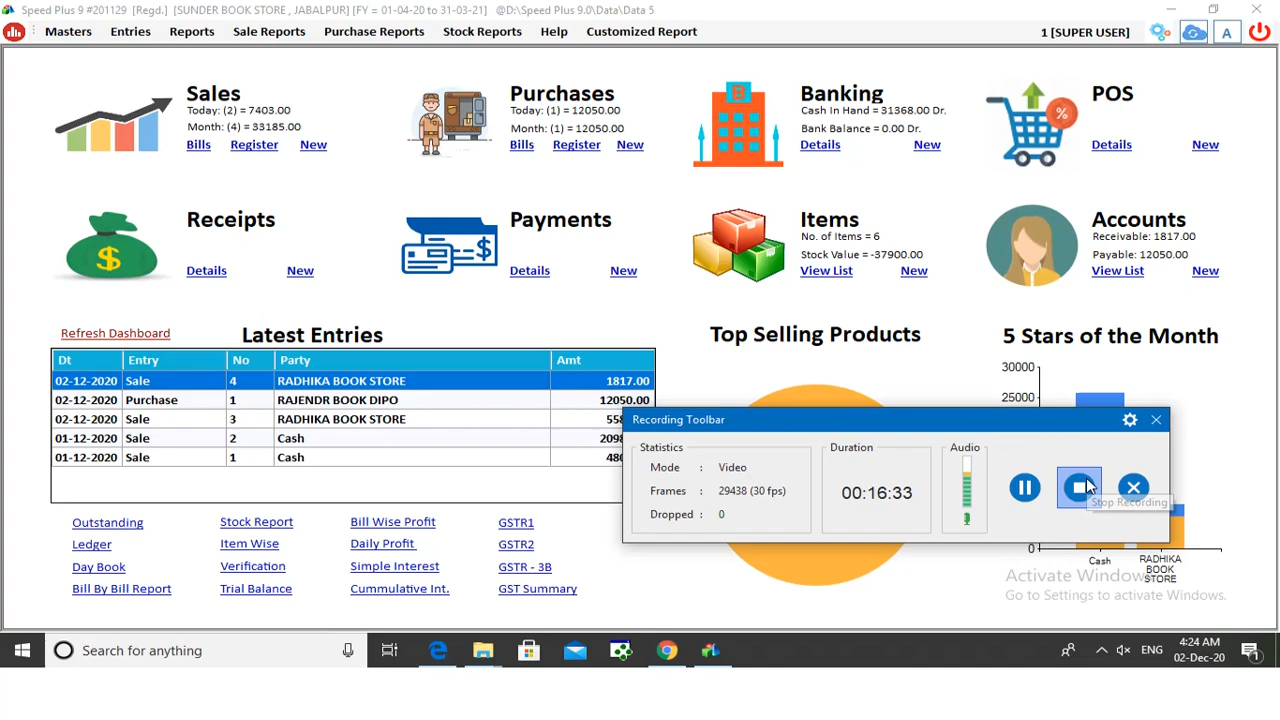 Speed Plus 9 #201129 [Regd.] [SUNDER BOOK STORE , JABALPUR] [FY = 01-04-20 to 31-03-21] @D:\Speed Plus 9.0\Data\Data 5
Masters Entries Reports Sale Reports Purchase Reports Stock Reports Help Customized Report 1 [SUPER USER] A
Sales
Today: (2) = 7403.00
Month: (4) = 33185.00
Bills Register New
Purchases
Today: (1) = 12050.00
Month: (1) = 12050.00
Bills Register New
Banking
Cash In Hand = 31368.00 Dr.
Bank Balance = 0.00 Dr.
Details New
POS
Details New
Receipts
Details New
Payments
Details New
Items
No. of Items = 6
Stock Value = -37900.00
View List New
Accounts
Receivable: 1817.00
Payable: 12050.00
View List New
Refresh Dashboard Latest Entries
Dt Entry No Party Amt
02-12-2020 Sale 4 RADHIKA BOOK STORE 1817.00
02-12-2020 Purchase 1 RAJENDR BOOK DIPO 12050.00
02-12-2020 Sale 3 RADHIKA BOOK STORE 558
01-12-2020 Sale 2 Cash 2098
01-12-2020 Sale 1 Cash 480
Top Selling Products
5 Stars of the Month
30000
25000
0
Cash
RADHIKA
BOOK
STORE
Recording Toolbar
Statistics
Mode : Video
Frames : 29438 (30 fps)
Dropped : 0
Duration
00:16:33
Audio
Stop Recording
Outstanding Stock Report Bill Wise Profit GSTR1
Ledger Item Wise Daily Profit GSTR2
Day Book Verification Simple Interest GSTR - 3B
Bill By Bill Report Trial Balance Cummulative Int. GST Summary
Activate Windows
Go to Settings to activate Windows.
Search for anything
ENG
4:24 AM
02-Dec-20
1